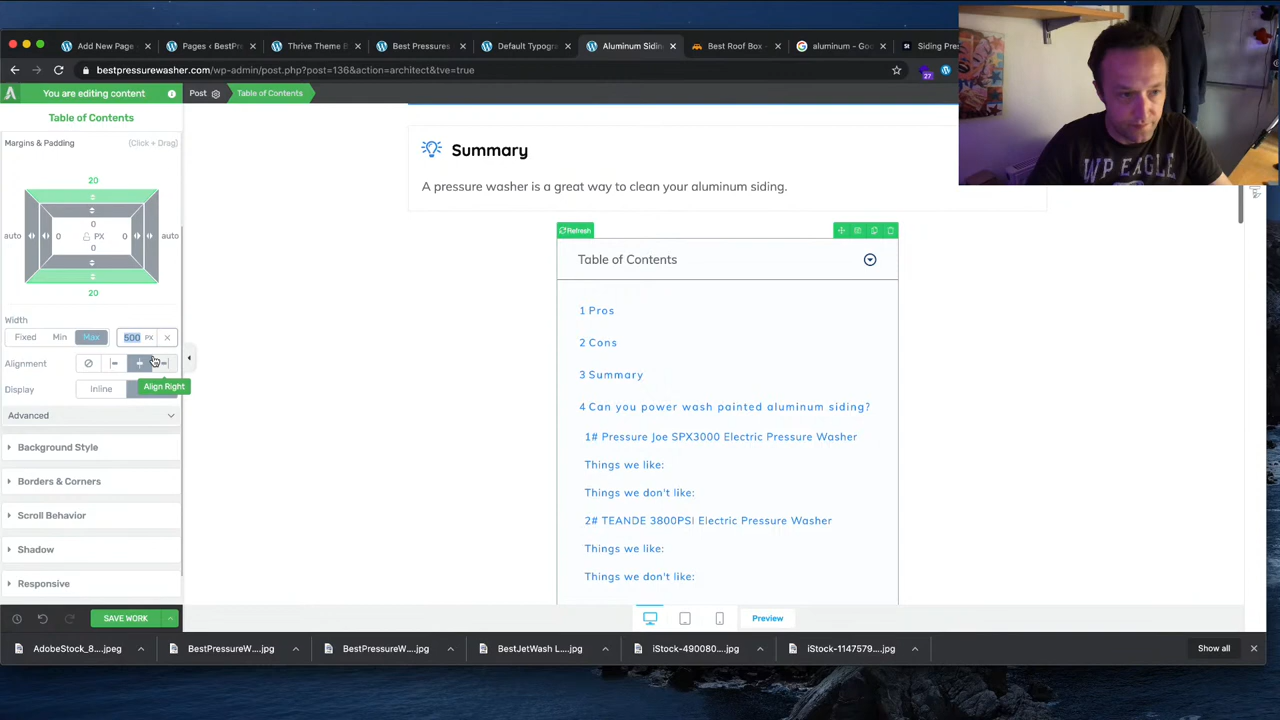 Add New Page
Pages < BestPr
Thrive Theme B
Best Pressures
Default Typogr
Aluminum Sidin
Best Roof Box -
aluminum - Goo
Siding Pres
bestpressurewasher.com/wp-admin/post.php?post=136&action=architect&tve=true
27
You are editing content
Post
Table of Contents
Table of Contents
Margins & Padding
(Click + Drag)
20
0
auto
0
PX
0
auto
0
20
Width
Fixed
Min
Max
500
PX
Alignment
Align Right
Display
Inline
Advanced
Background Style
Borders & Corners
Scroll Behavior
Shadow
Responsive
SAVE WORK
Summary
A pressure washer is a great way to clean your aluminum siding.
Refresh
Table of Contents
1 Pros
2 Cons
3 Summary
4 Can you power wash painted aluminum siding?
1# Pressure Joe SPX3000 Electric Pressure Washer
Things we like:
Things we don't like:
2# TEANDE 3800PSI Electric Pressure Washer
Things we like:
Things we don't like:
Preview
WP EAGLE
AdobeStock_8....jpeg
BestPressureW....jpg
BestPressureW....jpg
BestJetWash L....jpg
iStock-490080....jpg
iStock-1147579....jpg
Show all